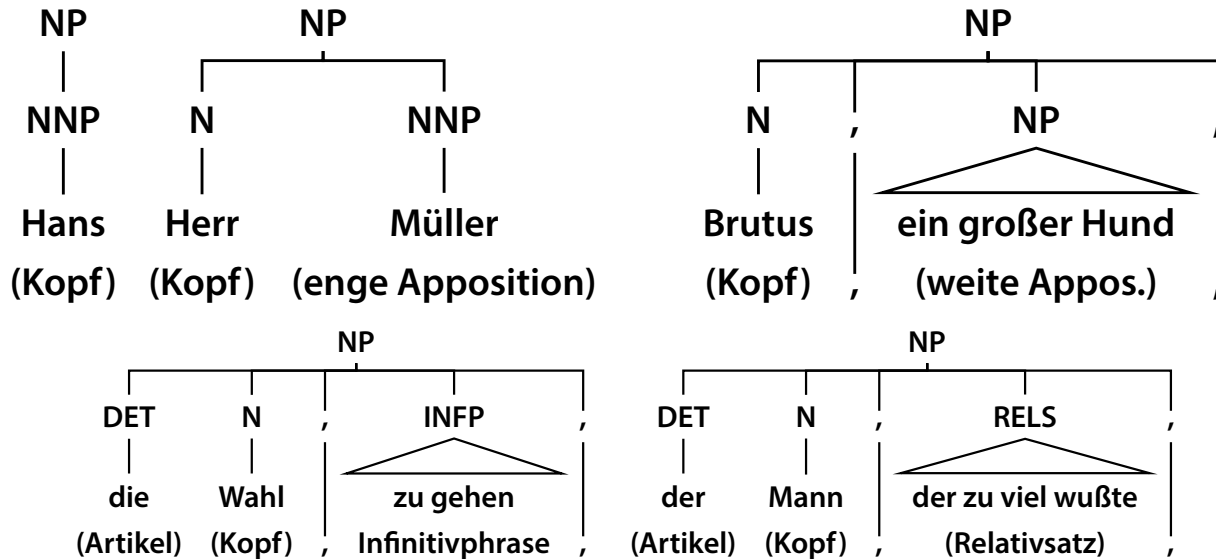 NP NP NP
NNP N NNP N , NP ,
Hans Herr Müller Brutus ein großer Hund
(Kopf) (Kopf) (enge Apposition) (Kopf) , (weite Appos.) ,
NP NP
DET N , INFP , DET N , RELS ,
die Wahl zu gehen der Mann der zu viel wußte
(Artikel) (Kopf) , Infinitivphrase , (Artikel) (Kopf) , (Relativsatz) ,